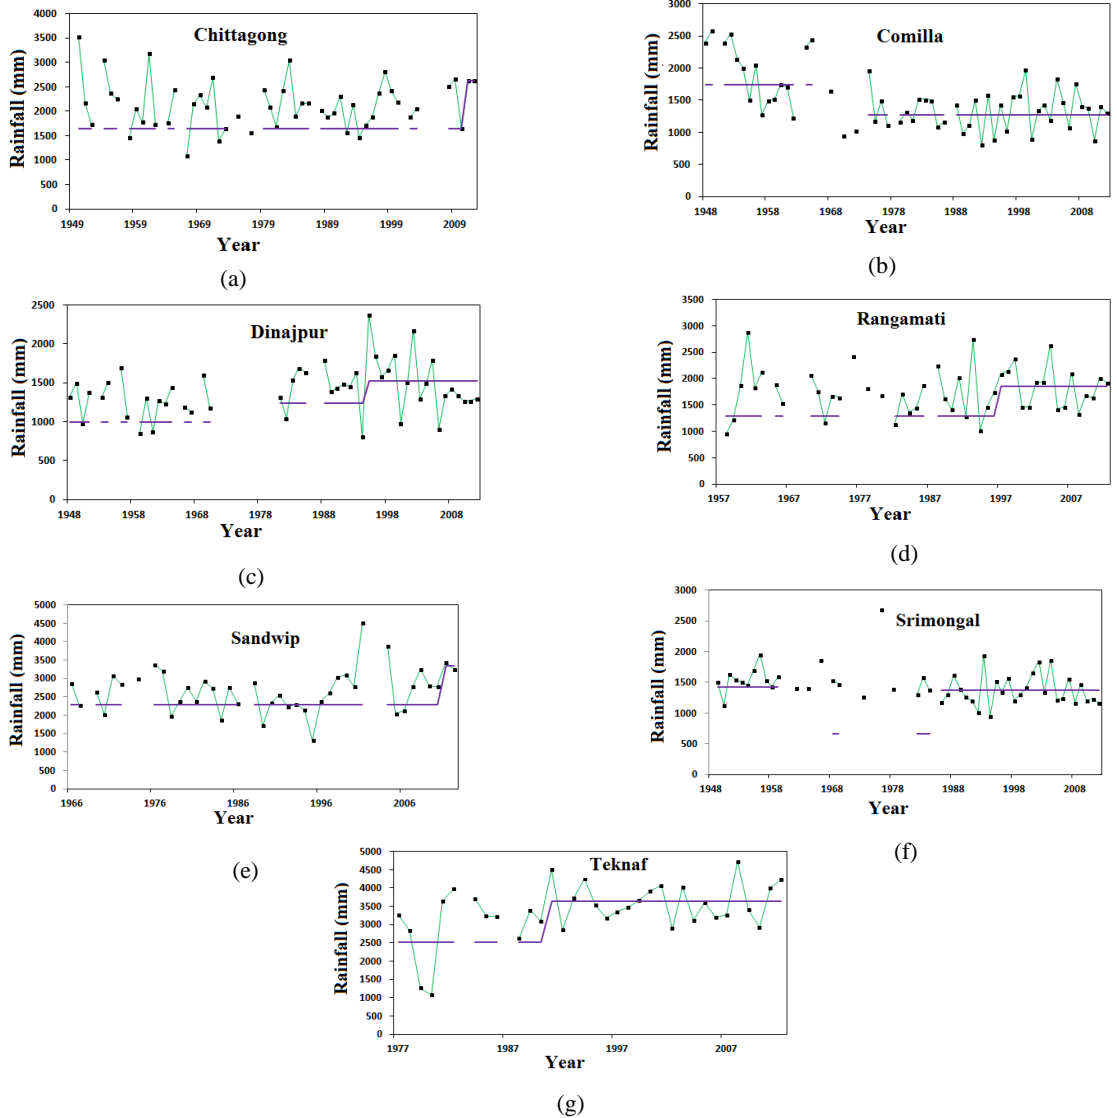 Chittagong
Rainfall (mm)
4000
3500
3000
2500
2000
1500
1000
500
0
1949 1959 1969 1979 1989 1999 2009
Year
(a)
Comilla
Rainfall (mm)
3000
2500
2000
1500
1000
500
0
1948 1958 1968 1978 1988 1998 2008
Year
(b)
Dinajpur
Rainfall (mm)
2500
2000
1500
1000
500
0
1948 1958 1968 1978 1988 1998 2008
Year
(c)
Rangamati
Rainfall (mm)
3500
3000
2500
2000
1500
1000
500
0
1957 1967 1977 1987 1997 2007
Year
(d)
Sandwip
Rainfall (mm)
5000
4500
4000
3500
3000
2500
2000
1500
1000
500
0
1966 1976 1986 1996 2006
Year
(e)
Srimongal
Rainfall (mm)
3000
2500
2000
1500
1000
500
0
1948 1958 1968 1978 1988 1998 2008
Year
(f)
Teknaf
Rainfall (mm)
5000
4500
4000
3500
3000
2500
2000
1500
1000
500
0
1977 1987 1997 2007
Year
(g)